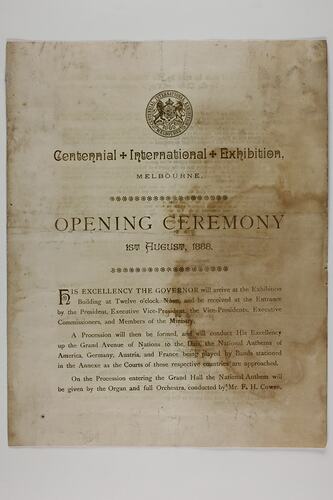 Centennial + International + Exhibition,
MELBOURNE.
OPENING CEREMONY
1ST AUGUST, 1888.
HIS EXCELLENCY THE GOVERNOR will arrive at the Exhibition
Building at Twelve o'clock Noon, and be received at the Entrance
by the President, Executive Vice-President, the Vice-Presidents, Executive
Commissioners, and Members of the Ministry.
A Procession will then be formed, and will conduct His Excellency
up the Grand Avenue of Nations to the Dais, the National Anthems of
America, Germany, Austria, and France being played by Bands stationed
in the Annexe as the Courts of these respective countries are approached.
On the Procession entering the Grand Hall the National Anthem will
be given by the Organ and full Orchestra, conducted by Mr. F. H. Cowen.